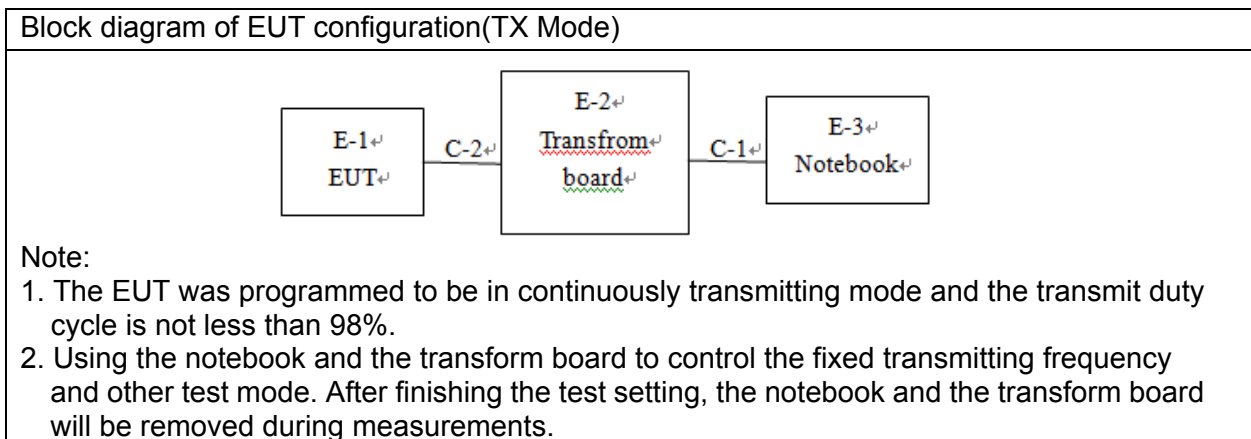 Block diagram of EUT configuration(TX Mode)
E-1↵
EUT↵
C-2↵
E-2↵
Transfrom↵
board↵
C-1↵
E-3↵
Notebook↵
Note:
1. The EUT was programmed to be in continuously transmitting mode and the transmit duty
cycle is not less than 98%.
2. Using the notebook and the transform board to control the fixed transmitting frequency
and other test mode. After finishing the test setting, the notebook and the transform board
will be removed during measurements.